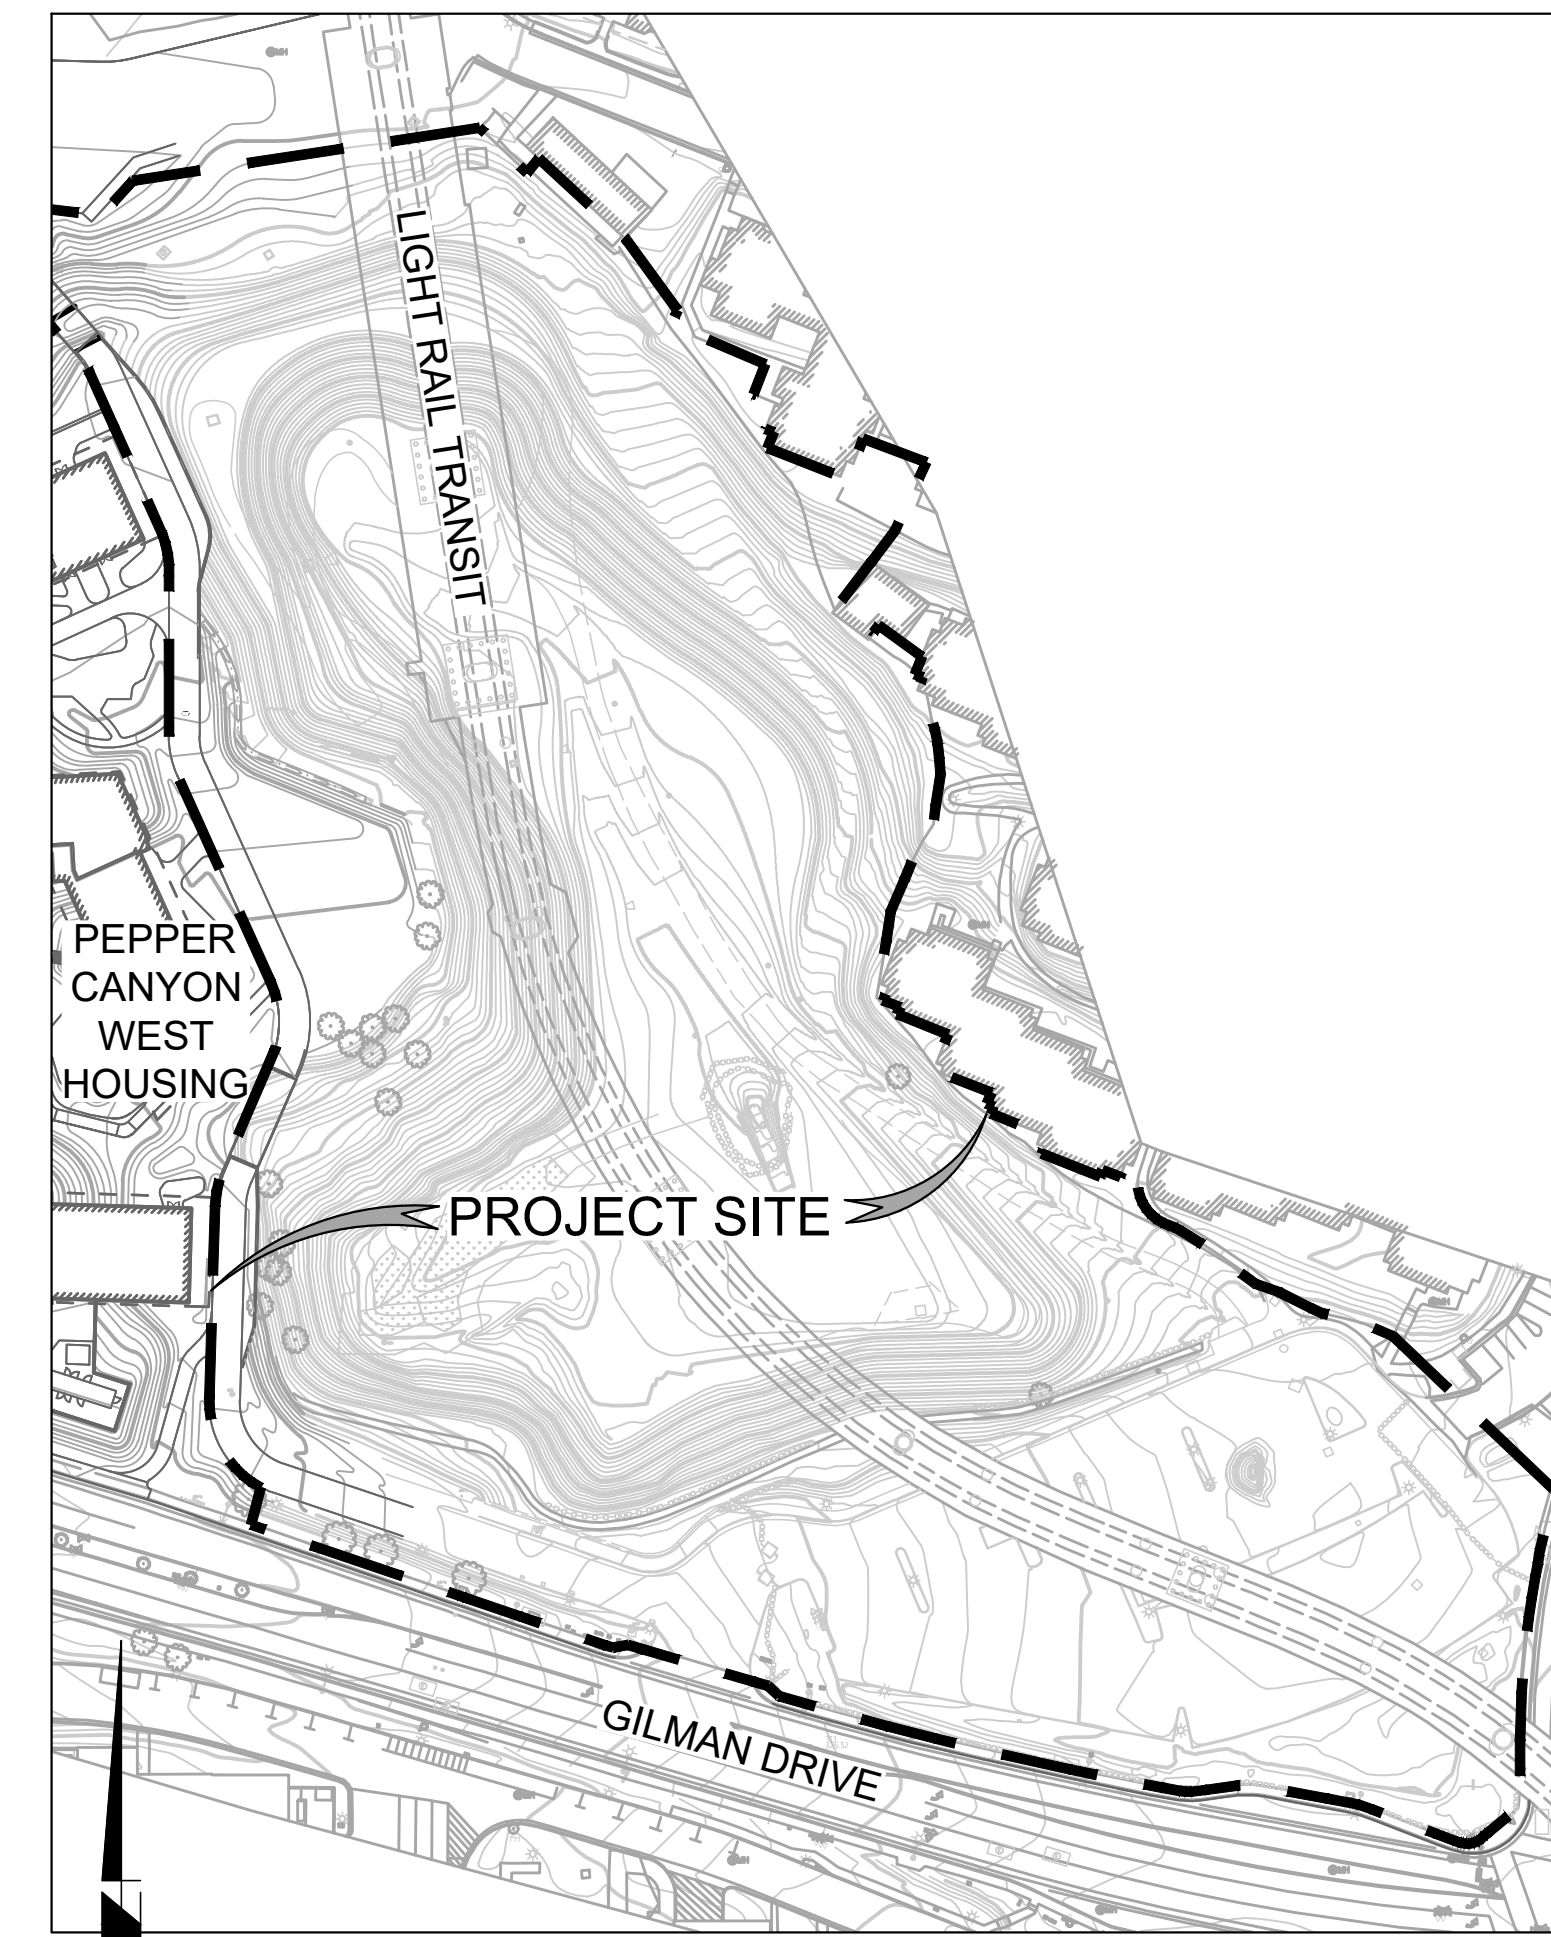 LIGHT RAIL TRANSIT
PEPPER
CANYON
WEST
HOUSING
PROJECT SITE
GILMAN DRIVE